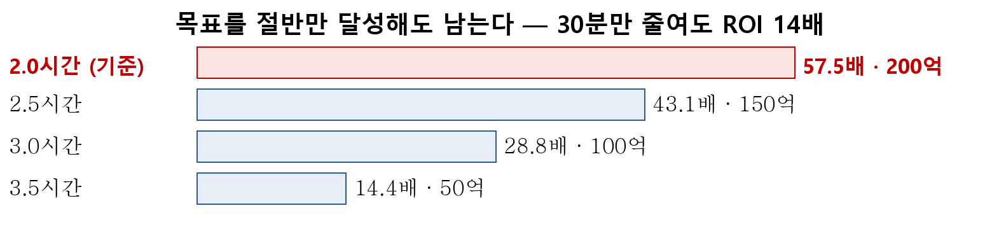 목표를 절반만 달성해도 남는다 — 30분만 줄여도 ROI 14배
2.0시간 (기준) 57.5배 · 200억
2.5시간 43.1배 · 150억
3.0시간 28.8배 · 100억
3.5시간 14.4배 · 50억